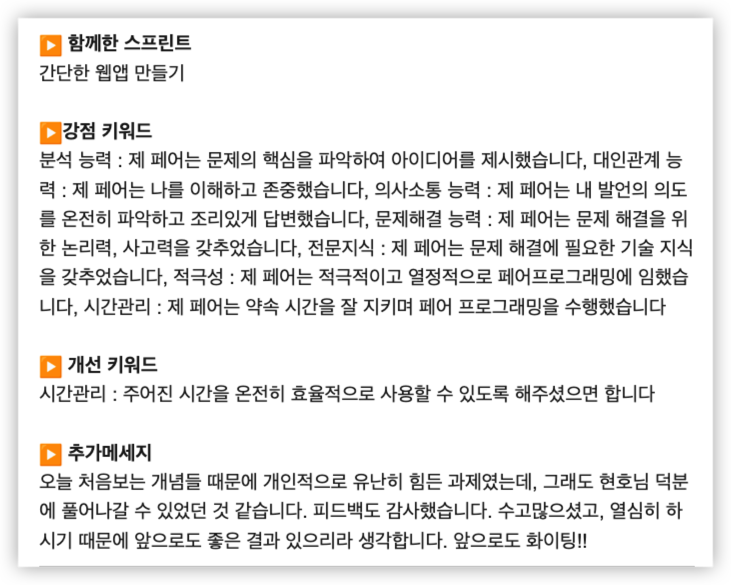 ▶️ 함께한 스프린트
간단한 웹앱 만들기
▶️강점 키워드
분석 능력 : 제 페어는 문제의 핵심을 파악하여 아이디어를 제시했습니다, 대인관계 능
력 : 제 페어는 나를 이해하고 존중했습니다, 의사소통 능력 : 제 페어는 내 발언의 의도
를 온전히 파악하고 조리있게 답변했습니다, 문제해결 능력 : 제 페어는 문제 해결을 위
한 논리력, 사고력을 갖추었습니다, 전문지식 : 제 페어는 문제 해결에 필요한 기술 지식
을 갖추었습니다, 적극성 : 제 페어는 적극적이고 열정적으로 페어프로그래밍에 임했습
니다, 시간관리 : 제 페어는 약속 시간을 잘 지키며 페어 프로그래밍을 수행했습니다
▶️ 개선 키워드
시간관리 : 주어진 시간을 온전히 효율적으로 사용할 수 있도록 해주셨으면 합니다
▶️ 추가메세지
오늘 처음보는 개념들 때문에 개인적으로 유난히 힘든 과제였는데, 그래도 현호님 덕분
에 풀어나갈 수 있었던 것 같습니다. 피드백도 감사했습니다. 수고많으셨고, 열심히 하
시기 때문에 앞으로도 좋은 결과 있으리라 생각합니다. 앞으로도 화이팅!!